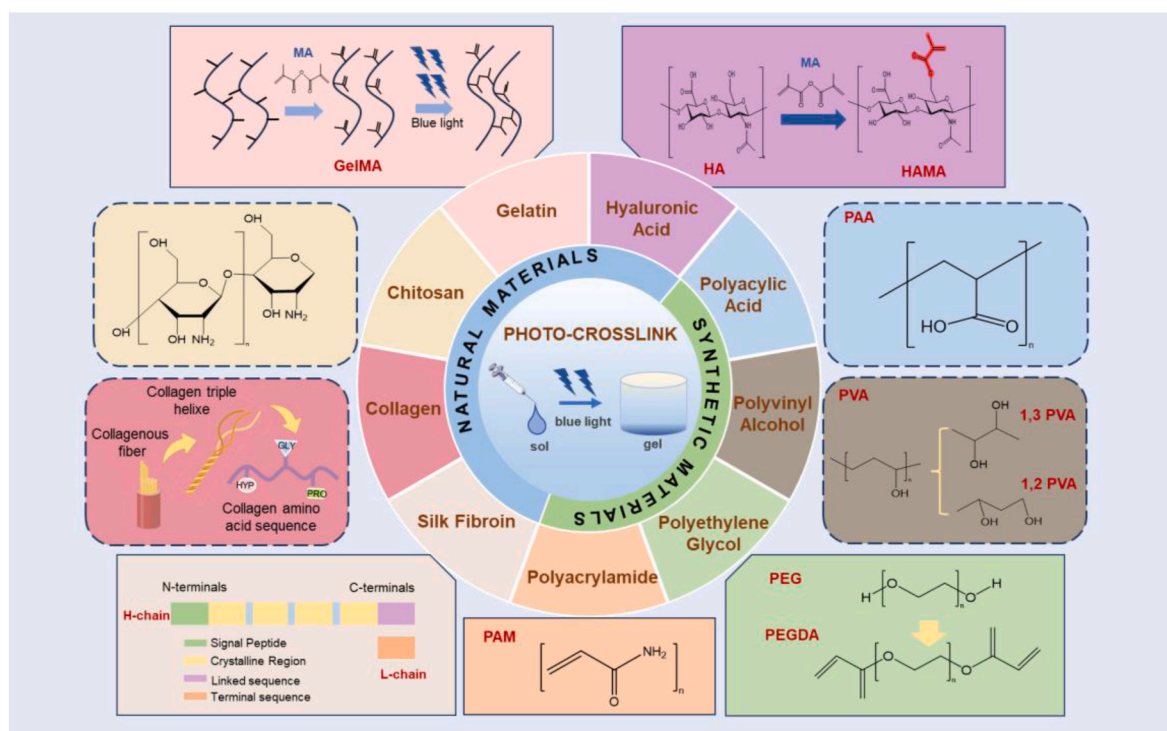 MA
Blue light
GelMA
MA
HA
HAMA
n
n
Gelatin
Hyaluronic
Acid
Chitosan
Polyacylic
Acid
Collagen
Polyvinyl
Alcohol
Silk Fibroin
Polyethylene
Glycol
Polyacrylamide
NATURAL MATERIALS
SYNTHETIC MATERIALS
PHOTO-CROSSLINK
blue light
sol
gel
OH
OH
O
O
O
OH
OH NH2
OH NH2
n
PAA
HO
O
n
Collagen triple
helixe
Collagenous
fiber
GLY
HYP
PRO
Collagen amino
acid sequence
PVA
OH
1,3 PVA
OH
OH
n
1,2 PVA
OH
OH
N-terminals
C-terminals
H-chain
Signal Peptide
Crystalline Region
Linked sequence
Terminal sequence
L-chain
PAM
NH2
O
n
PEG
H
O
O
H
n
PEGDA
O
O
n